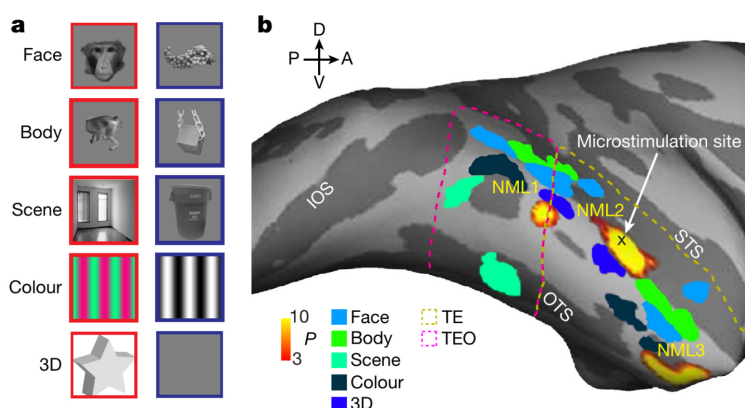 a
Face
Body
Scene
Colour
3D
b
D
P A
V
Microstimulation site
IOS
NML1
NML2
x
STS
OTS
NML3
10
P
3
Face
Body
Scene
Colour
3D
TE
TEO